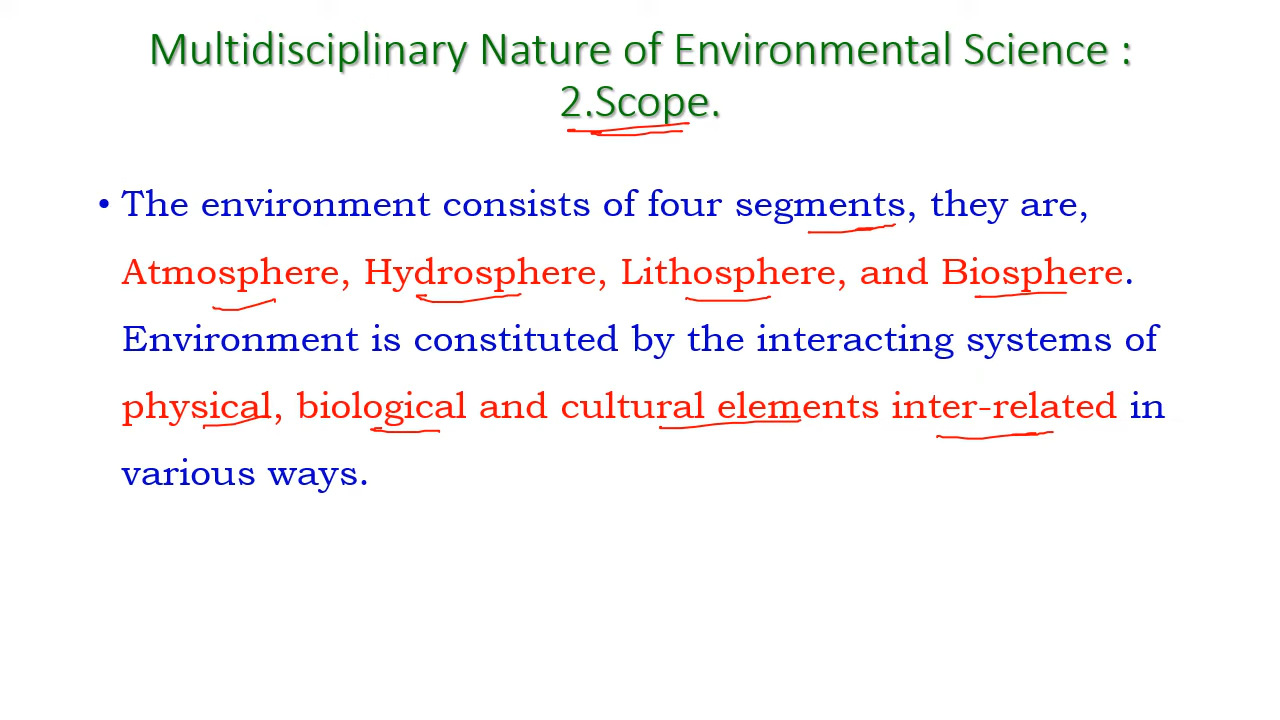 Multidisciplinary Nature of Environmental Science :
2.Scope.
• The environment consists of four segments, they are,
Atmosphere, Hydrosphere, Lithosphere, and Biosphere.
Environment is constituted by the interacting systems of
physical, biological and cultural elements inter-related in
various ways.